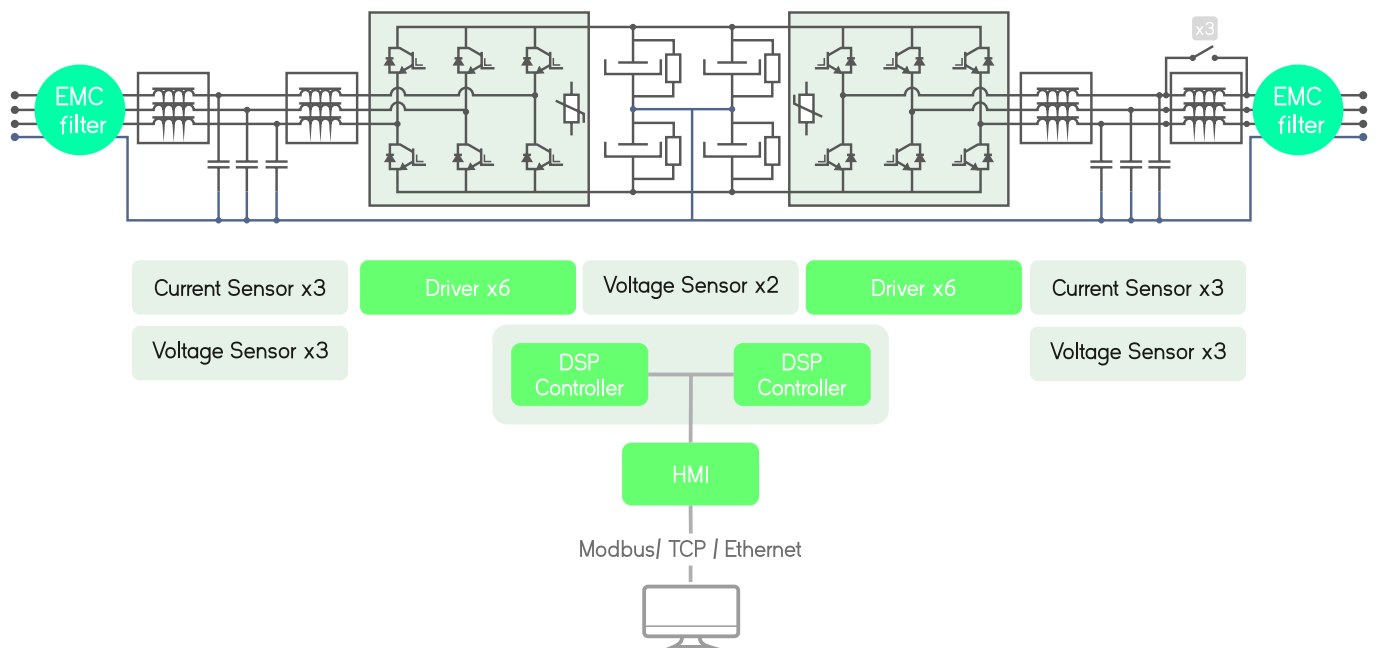 x3
EMC
filter
EMC
filter
Current Sensor x3
Driver x6
Voltage Sensor x2
Driver x6
Current Sensor x3
Voltage Sensor x3
Voltage Sensor x3
DSP
Controller
DSP
Controller
HMI
Modbus/ TCP / Ethernet